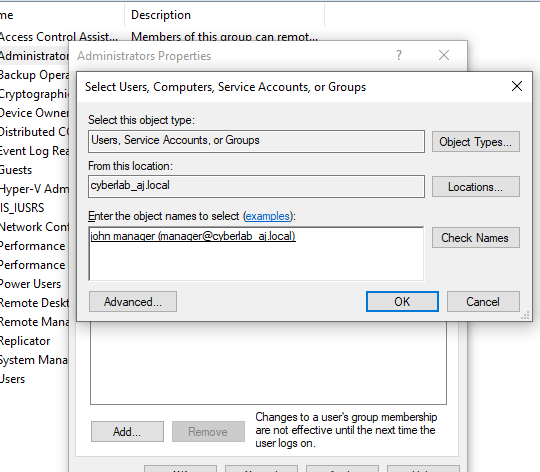 me Description
Access Control Assist... Members of this group can remot...
Administrators Properties
Select Users, Computers, Service Accounts, or Groups
Select this object type:
Users, Service Accounts, or Groups
Object Types...
From this location:
cyberlab_aj.local
Locations...
Enter the object names to select (examples):
john manager (manager@cyberlab_aj.local)
Check Names
Advanced...
OK
Cancel
Administrator
Backup Opera
Cryptographic
Device Owner
Distributed CO
Event Log Rea
Guests
Hyper-V Adm
IS_IUSRS
Network Conf
Performance
Performance
Power Users
Remote Deskt
Remote Mana
Replicator
System Mana
Users
Add...
Remove
Changes to a user's group membership
are not effective until the next time the
user logs on.